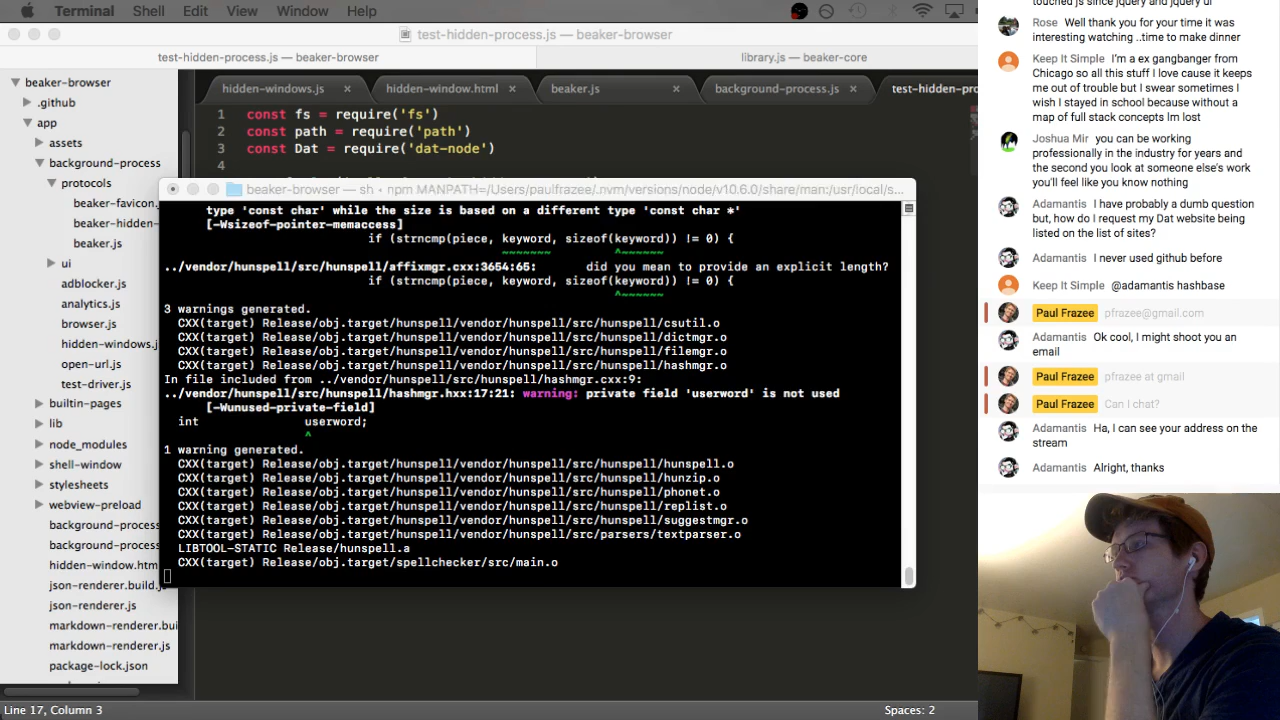 Terminal Shell Edit View Window Help
test-hidden-process.js — beaker-browser
test-hidden-process.js — beaker-browser
library.js — beaker-core
beaker-browser
.github
app
assets
background-process
protocols
beaker-favicon.
beaker-hidden-
beaker.js
ui
adblocker.js
analytics.js
browser.js
hidden-windows.j
open-url.js
test-driver.js
builtin-pages
lib
node_modules
shell-window
stylesheets
webview-preload
background-process
background-process
hidden-window.htm
json-renderer.build.j
json-renderer.js
markdown-renderer.bui
markdown-renderer.js
package-lock.json
hidden-windows.js ×
hidden-window.html ×
beaker.js ×
background-process.js ×
test-hidden-pro
1 const fs = require('fs')
2 const path = require('path')
3 const Dat = require('dat-node')
4
beaker-browser — sh • npm MANPATH=/Users/paulfrazee/.nvm/versions/node/v10.6.0/share/man:/usr/local/s...
type 'const char' while the size is based on a different type 'const char *'
[-Wsizeof-pointer-memaccess]
if (strncmp(piece, keyword, sizeof(keyword)) != 0) {
~~~~~~~ ^~~~~~~
../vendor/hunspell/src/hunspell/affixmgr.cxx:3654:65: did you mean to provide an explicit length?
if (strncmp(piece, keyword, sizeof(keyword)) != 0) {
^~~~~~~
3 warnings generated.
CXX(target) Release/obj.target/hunspell/vendor/hunspell/src/hunspell/csutil.o
CXX(target) Release/obj.target/hunspell/vendor/hunspell/src/hunspell/dictmgr.o
CXX(target) Release/obj.target/hunspell/vendor/hunspell/src/hunspell/filemgr.o
CXX(target) Release/obj.target/hunspell/vendor/hunspell/src/hunspell/hashmgr.o
In file included from ../vendor/hunspell/src/hunspell/hashmgr.cxx:9:
../vendor/hunspell/src/hunspell/hashmgr.hxx:17:21: warning: private field 'userword' is not used
[-Wunused-private-field]
int userword;
^
1 warning generated.
CXX(target) Release/obj.target/hunspell/vendor/hunspell/src/hunspell/hunspell.o
CXX(target) Release/obj.target/hunspell/vendor/hunspell/src/hunspell/hunzip.o
CXX(target) Release/obj.target/hunspell/vendor/hunspell/src/hunspell/phonet.o
CXX(target) Release/obj.target/hunspell/vendor/hunspell/src/hunspell/replist.o
CXX(target) Release/obj.target/hunspell/vendor/hunspell/src/hunspell/suggestmgr.o
CXX(target) Release/obj.target/hunspell/vendor/hunspell/src/parsers/textparser.o
LIBTOOL-STATIC Release/hunspell.a
CXX(target) Release/obj.target/spellchecker/src/main.o
Line 17, Column 3
Spaces: 2
touched js since jquery and jquery ui
Rose Well thank you for your time it was
interesting watching ..time to make dinner
Keep It Simple I'm a ex gangbanger from
Chicago so all this stuff I love cause it keeps
me out of trouble but I swear sometimes I
wish I stayed in school because without a
map of full stack concepts Im lost
Joshua Mir you can be working
professionally in the industry for years and
the second you look at someone else's work
you'll feel like you know nothing
Adamantis I have probably a dumb question
but, how do I request my Dat website being
listed on the list of sites?
Adamantis I never used github before
Keep It Simple @adamantis hashbase
Paul Frazee pfrazee@gmail.com
Adamantis Ok cool, I might shoot you an
email
Paul Frazee pfrazee at gmail
Paul Frazee Can I chat?
Adamantis Ha, I can see your address on the
stream
Adamantis Alright, thanks